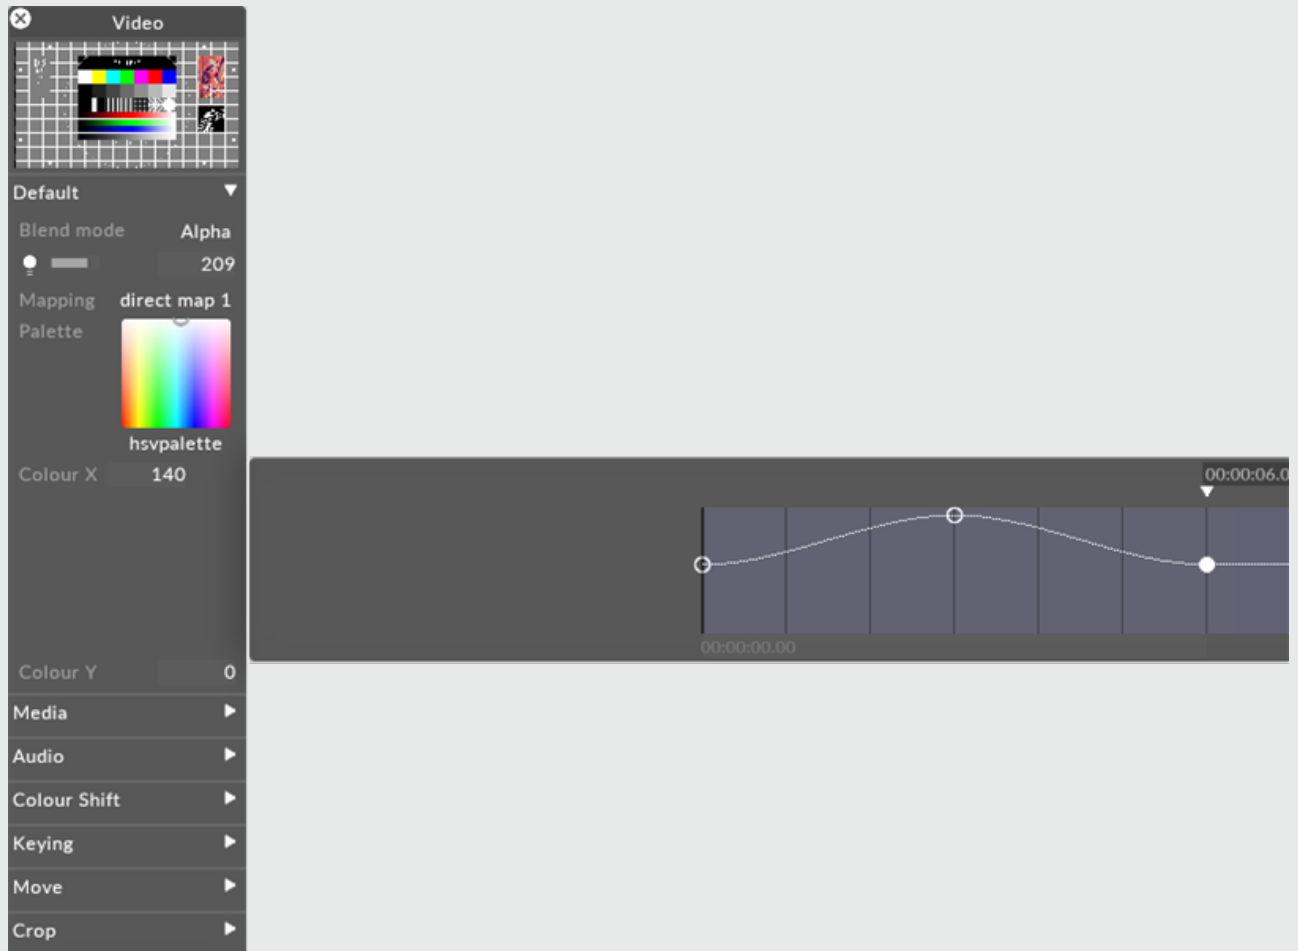 Video
Default
Blend mode Alpha
209
Mapping direct map 1
Palette
hsvpalette
Colour X 140
00:00:06.0
00:00:00.00
Colour Y 0
Media
Audio
Colour Shift
Keying
Move
Crop